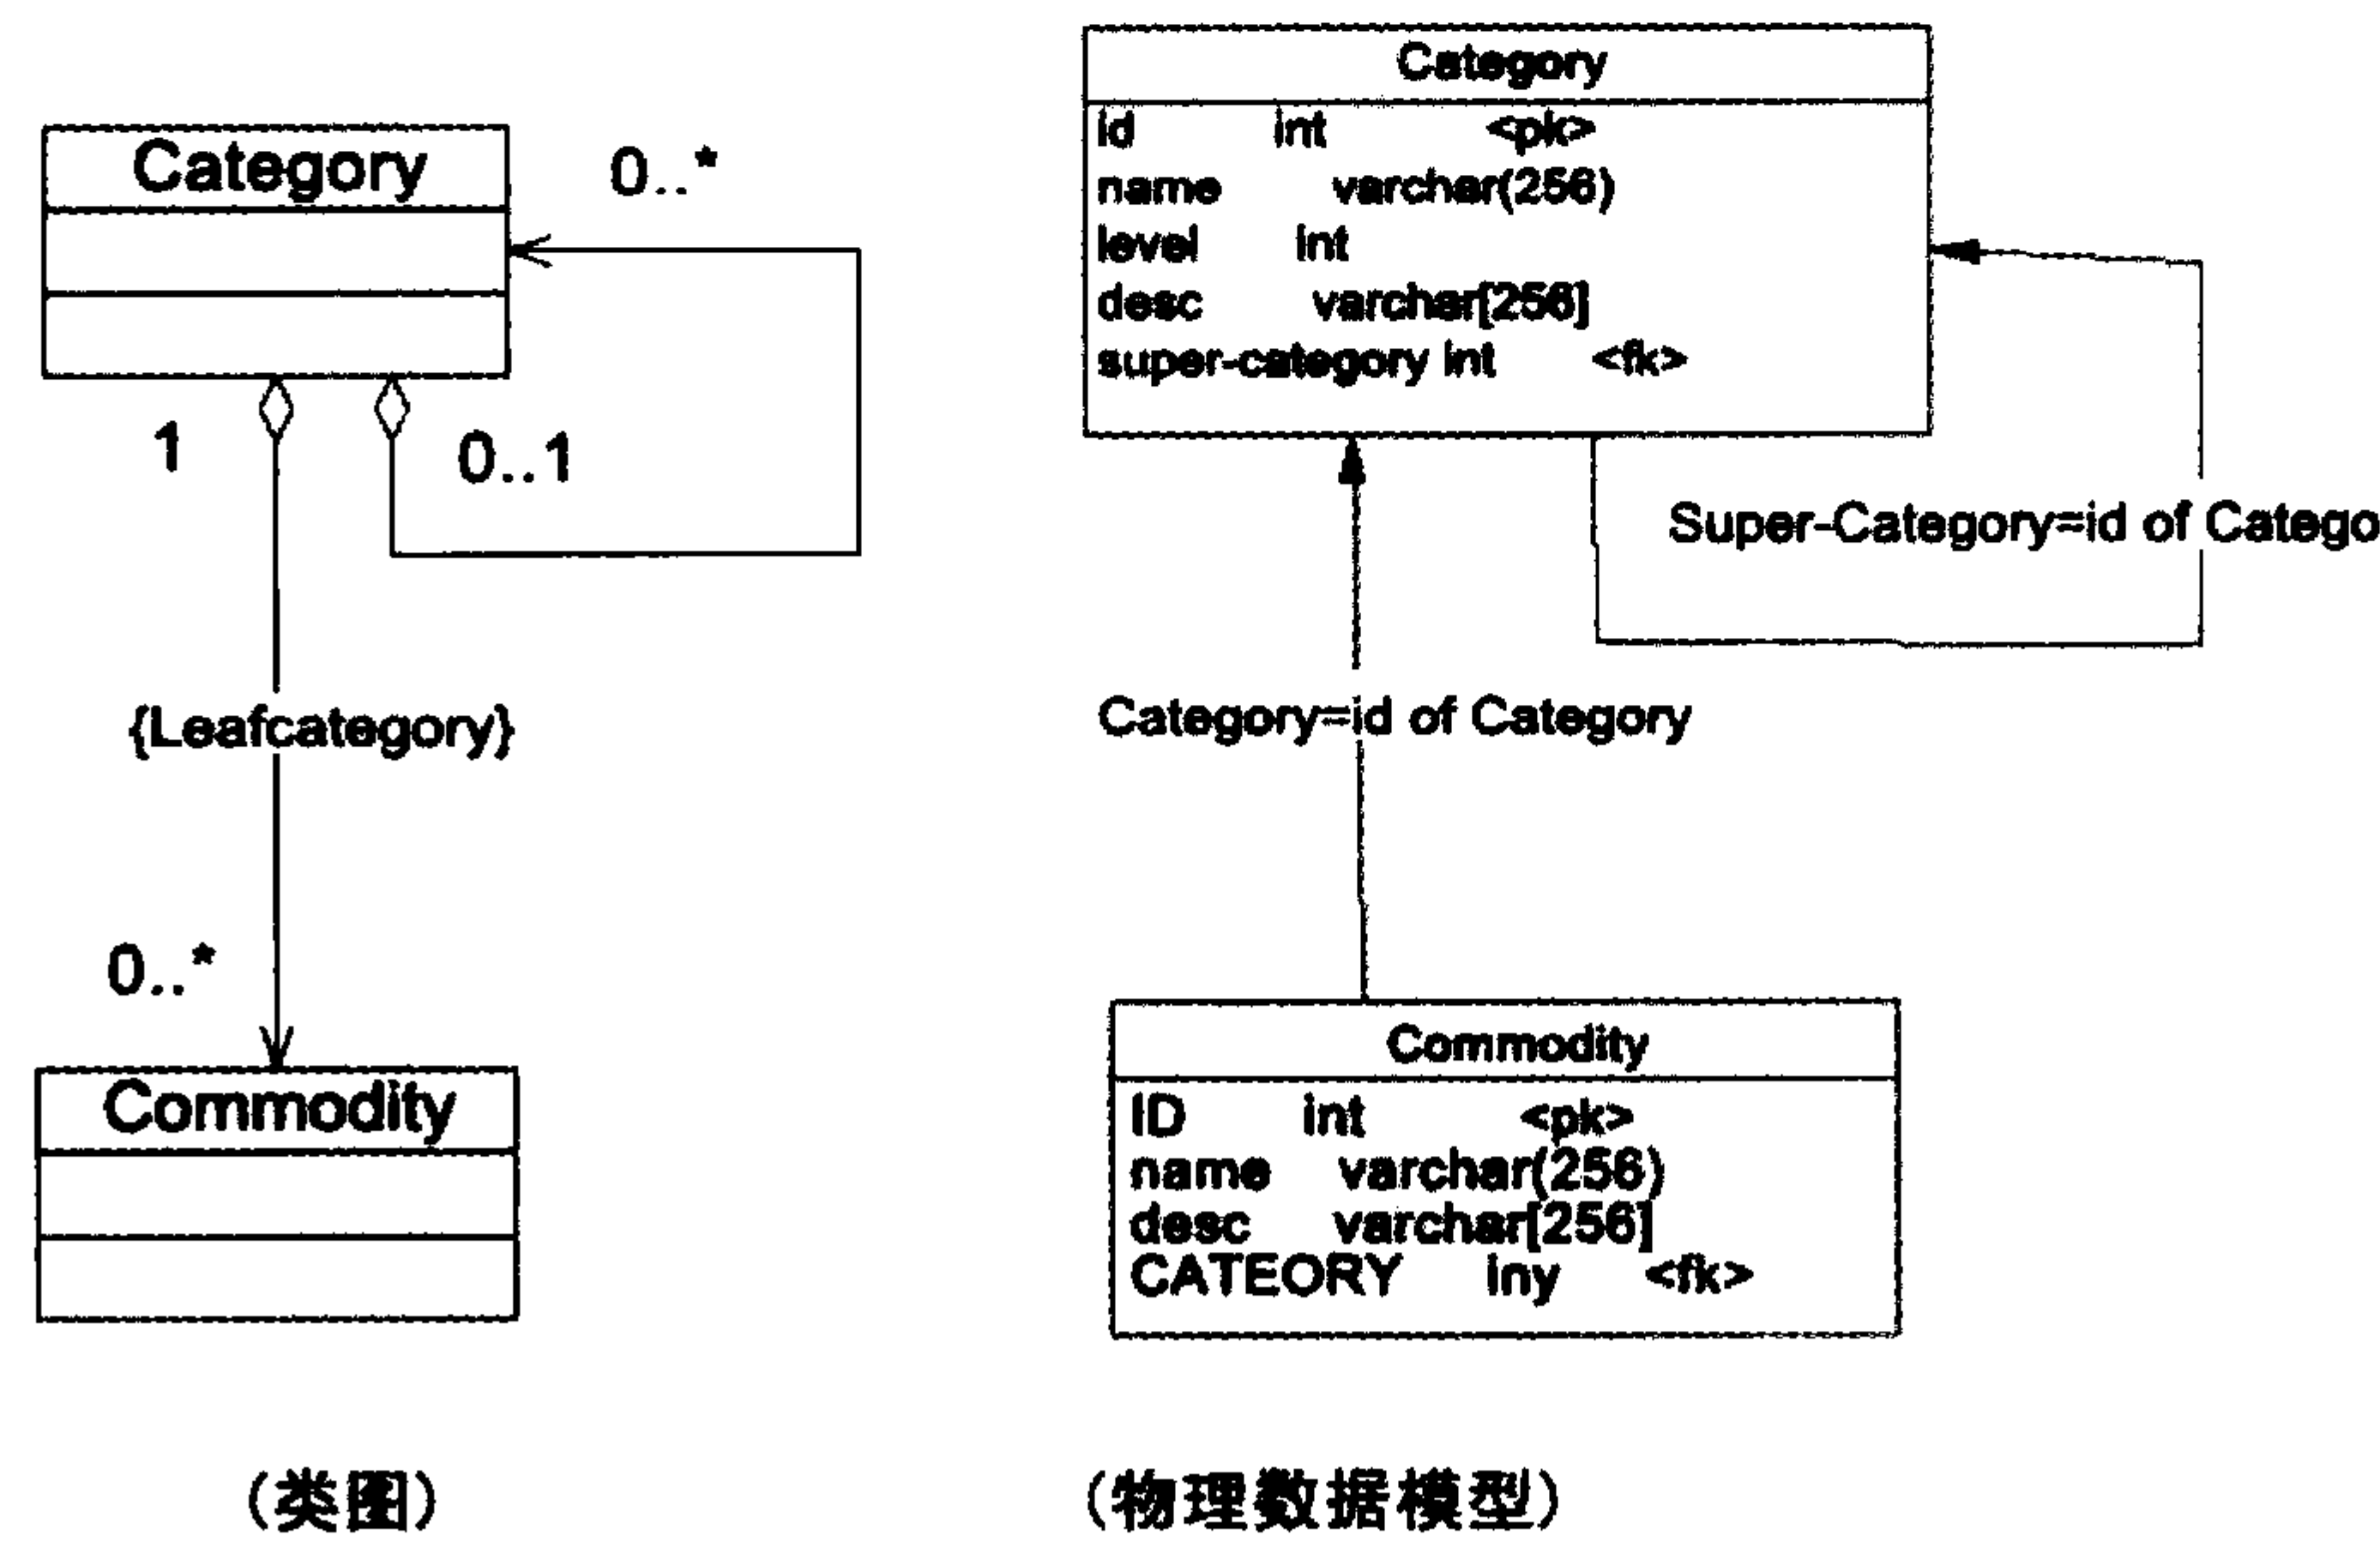 Category
0..*
1
0..1
{Leafcategory}
0..*
Commodity
(类图)
Category
id int <pk>
name varchar(256)
level int
desc varchar[256]
super-category int <fk>
Super-Category=id of Catego
Category=id of Category
Commodity
ID int <pk>
name varchar(256)
desc varchar[256]
CATEORY iny <fk>
(物理数据模型)